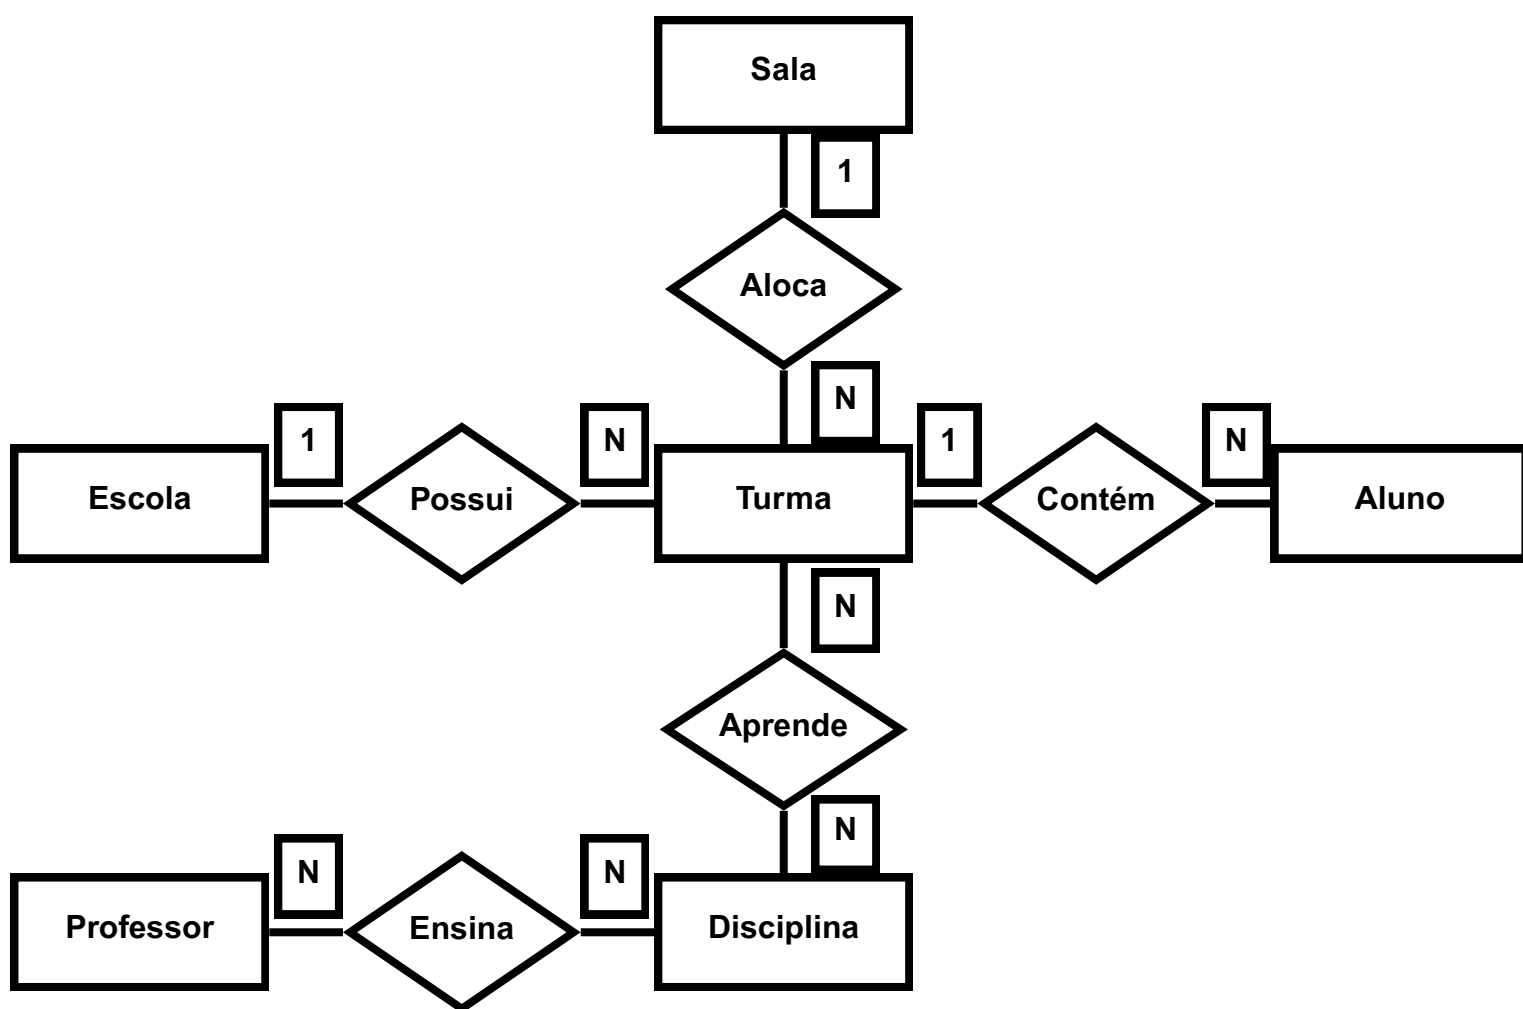 Sala
1
Aloca
N
1 N 1 N
Escola Possui Turma Contém Aluno
N
Aprende
N
N N
Professor Ensina Disciplina